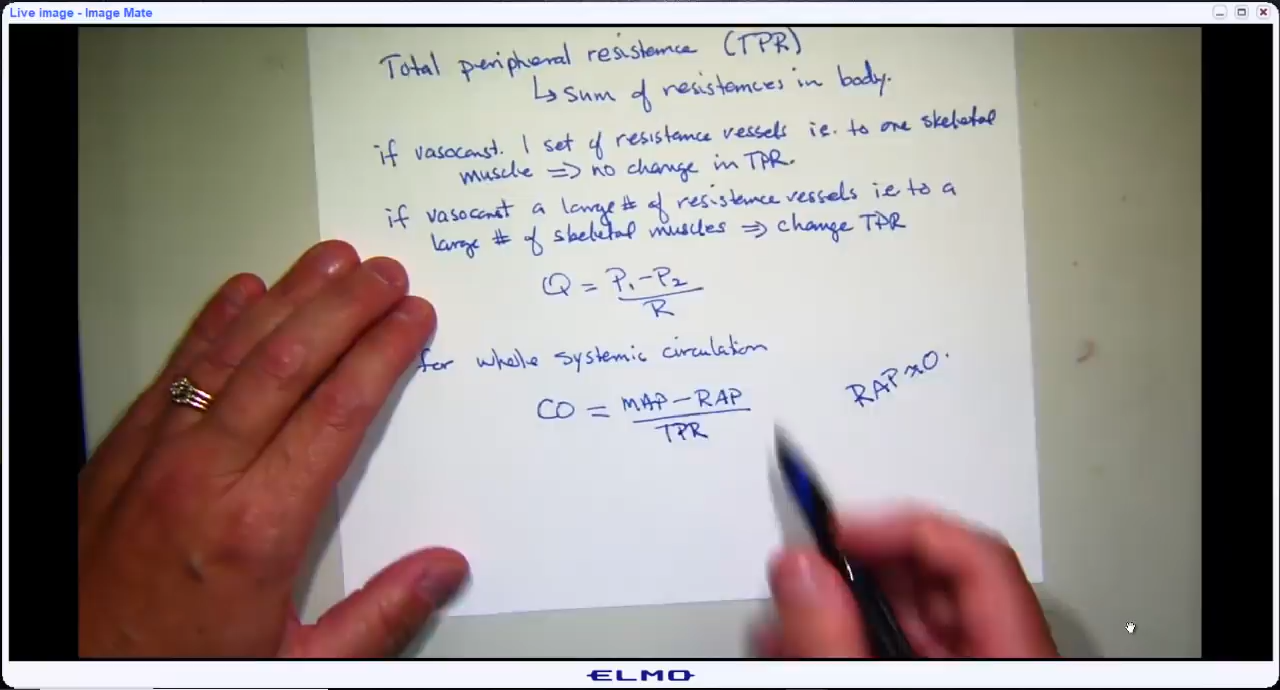 Live image - Image Mate
Total peripheral resistance (TPR)
↳ sum of resistances in body.
if vasoconst. 1 set of resistance vessels ie. to one skeletal
muscle => no change in TPR.
if vasoconst a large # of resistance vessels ie to a
large # of skeletal muscles => change TPR
Q = P₁-P₂
R
for whole systemic circulation
CO = MAP - RAP
TPR
RAP≈0.
ELMO